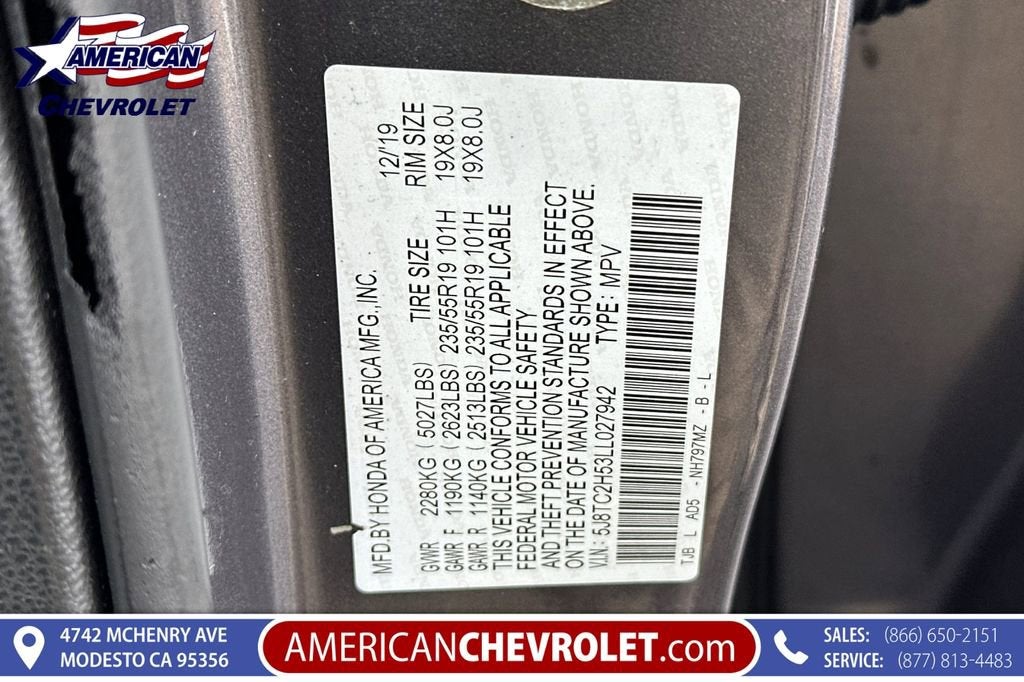 AMERICAN
CHEVROLET
MFD.BY HONDA OF AMERICA MFG.,INC. 12/'19
GVWR 2280KG (5027LBS) TIRE SIZE RIM SIZE
GAWR F 1190KG (2623LBS) 235/55R19 101H 19X8.0J
GAWR R 1140KG (2513LBS) 235/55R19 101H 19X8.0J
THIS VEHICLE CONFORMS TO ALL APPLICABLE
FEDERAL MOTOR VEHICLE SAFETY
AND THEFT PREVENTION STANDARDS IN EFFECT
ON THE DATE OF MANUFACTURE SHOWN ABOVE.
V.I.N.: 5J8TC2H53LL027942 TYPE: MPV
TJB - L AD5 - NH797MZ - B - L
4742 MCHENRY AVE
MODESTO CA 95356
AMERICANCHEVROLET.com
SALES: (866) 650-2151
SERVICE: (877) 813-4483